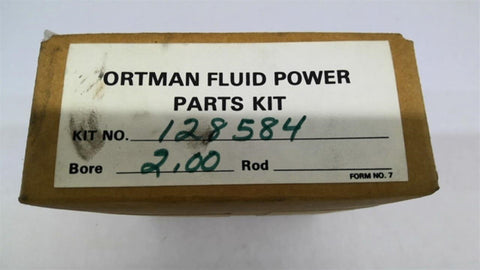 ORTMAN FLUID POWER
PARTS KIT
KIT NO. 128584
Bore 2.00 Rod
FORM NO. 7